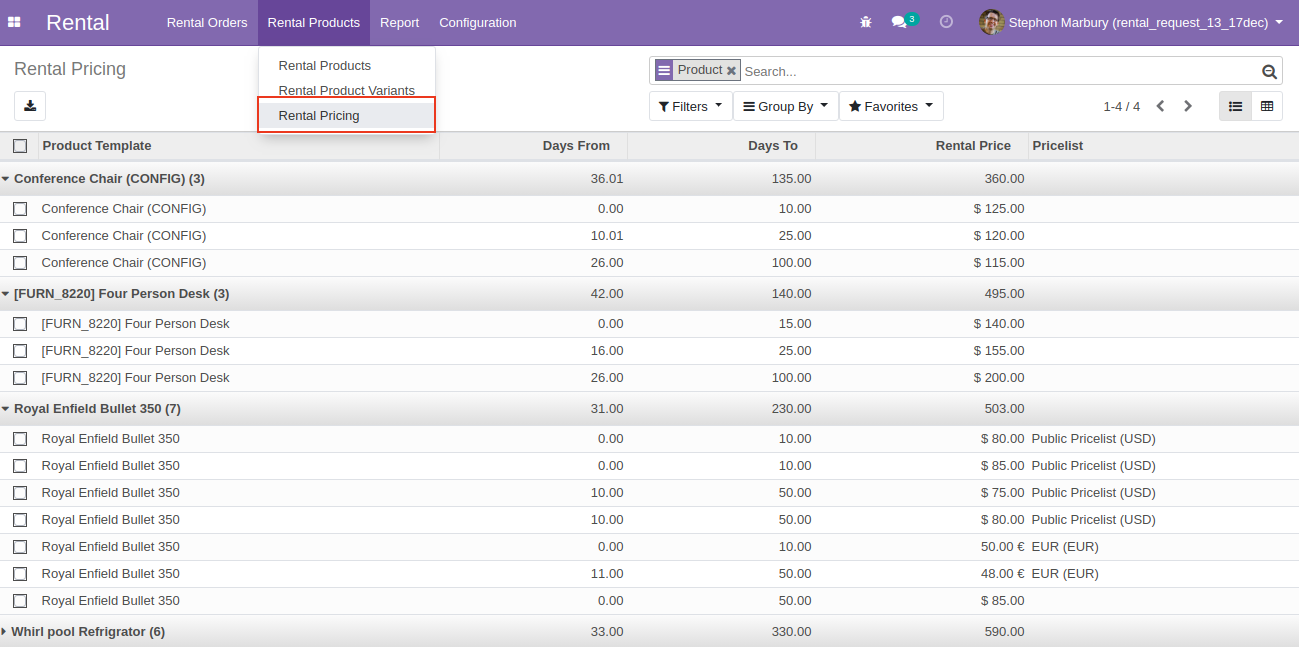 Rental Rental Orders Rental Products Report Configuration 3 Stephon Marbury (rental_request_13_17dec)
Rental Products
Rental Product Variants
Rental Pricing
Rental Pricing
Product Search...
Filters Group By Favorites 1-4 / 4
Product Template Days From Days To Rental Price Pricelist
Conference Chair (CONFIG) (3) 36.01 135.00 360.00
Conference Chair (CONFIG) 0.00 10.00 $ 125.00
Conference Chair (CONFIG) 10.01 25.00 $ 120.00
Conference Chair (CONFIG) 26.00 100.00 $ 115.00
[FURN_8220] Four Person Desk (3) 42.00 140.00 495.00
[FURN_8220] Four Person Desk 0.00 15.00 $ 140.00
[FURN_8220] Four Person Desk 16.00 25.00 $ 155.00
[FURN_8220] Four Person Desk 26.00 100.00 $ 200.00
Royal Enfield Bullet 350 (7) 31.00 230.00 503.00
Royal Enfield Bullet 350 0.00 10.00 $ 80.00 Public Pricelist (USD)
Royal Enfield Bullet 350 0.00 10.00 $ 85.00 Public Pricelist (USD)
Royal Enfield Bullet 350 10.00 50.00 $ 75.00 Public Pricelist (USD)
Royal Enfield Bullet 350 10.00 50.00 $ 80.00 Public Pricelist (USD)
Royal Enfield Bullet 350 0.00 10.00 50.00 € EUR (EUR)
Royal Enfield Bullet 350 11.00 50.00 48.00 € EUR (EUR)
Royal Enfield Bullet 350 0.00 50.00 $ 85.00
Whirl pool Refrigrator (6) 33.00 330.00 590.00